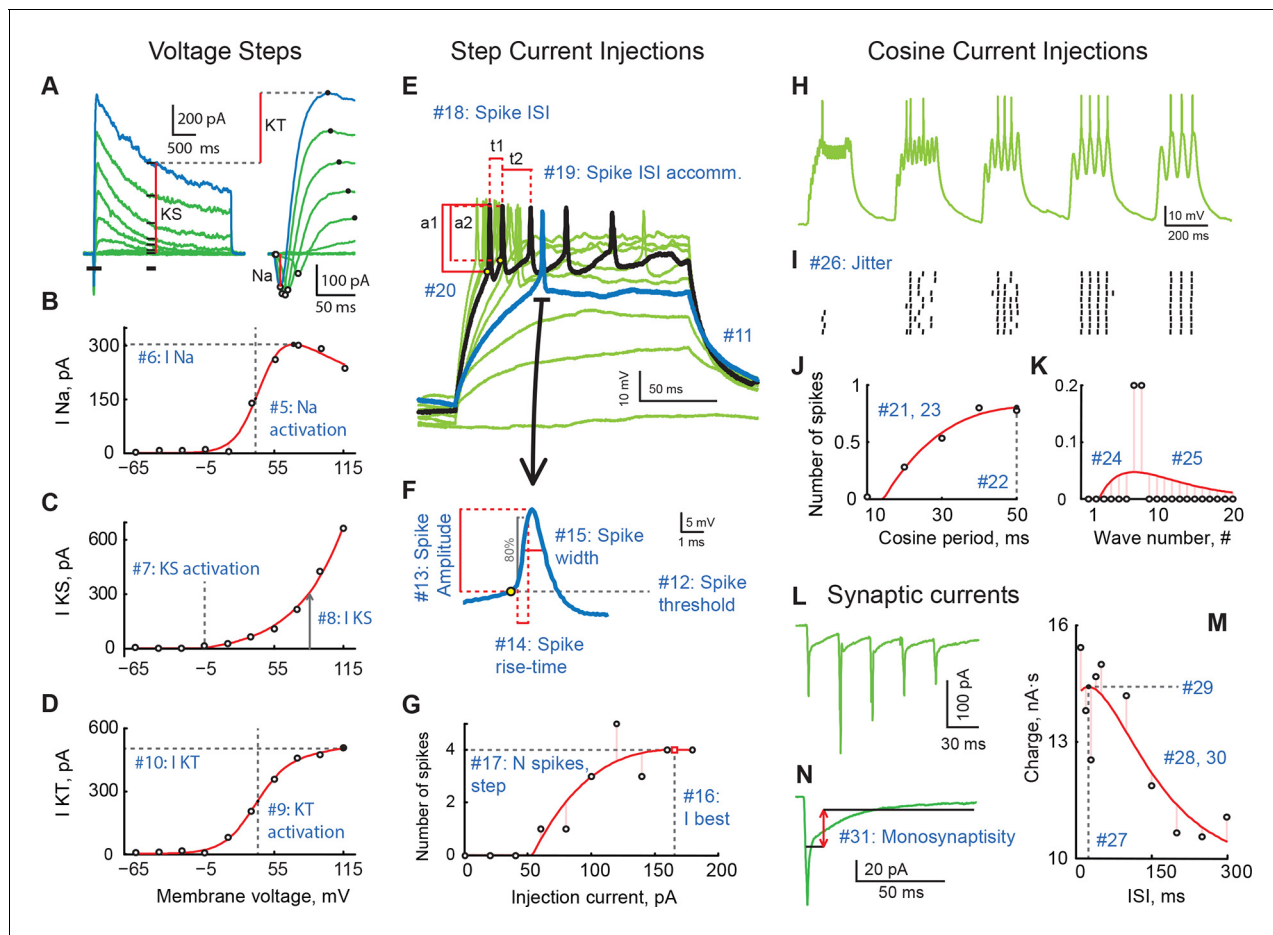 Voltage Steps
Step Current Injections
Cosine Current Injections
A
200 pA
500 ms
KT
KS
Na
100 pA
50 ms
B
I Na, pA
300
150
0
#6: I Na
#5: Na
activation
−65
−5
55
115
C
I KS, pA
600
300
0
#7: KS activation
#8: I KS
−65
−5
55
115
D
I KT, pA
600
300
0
#10: I KT
#9: KT
activation
−65
−5
55
115
Membrane voltage, mV
E
#18: Spike ISI
t1
t2
#19: Spike ISI accomm.
a1
a2
#20
#11
10 mV
50 ms
F
#13: Spike
Amplitude
80%
#15: Spike
width
5 mV
1 ms
#12: Spike
threshold
#14: Spike
rise-time
G
Number of spikes
4
2
0
#17: N spikes,
step
#16:
I best
0
50
100
150
200
Injection current, pA
H
10 mV
200 ms
I
#26: Jitter
J
Number of spikes
1
0.5
0
#21, 23
#22
10
30
50
Cosine period, ms
K
0.2
0.1
0
#24
#25
1
10
20
Wave number, #
L
Synaptic currents
100 pA
30 ms
M
Charge, nA·s
16
13
10
#29
#28, 30
#27
0
150
300
ISI, ms
N
#31: Monosynaptisity
20 pA
50 ms